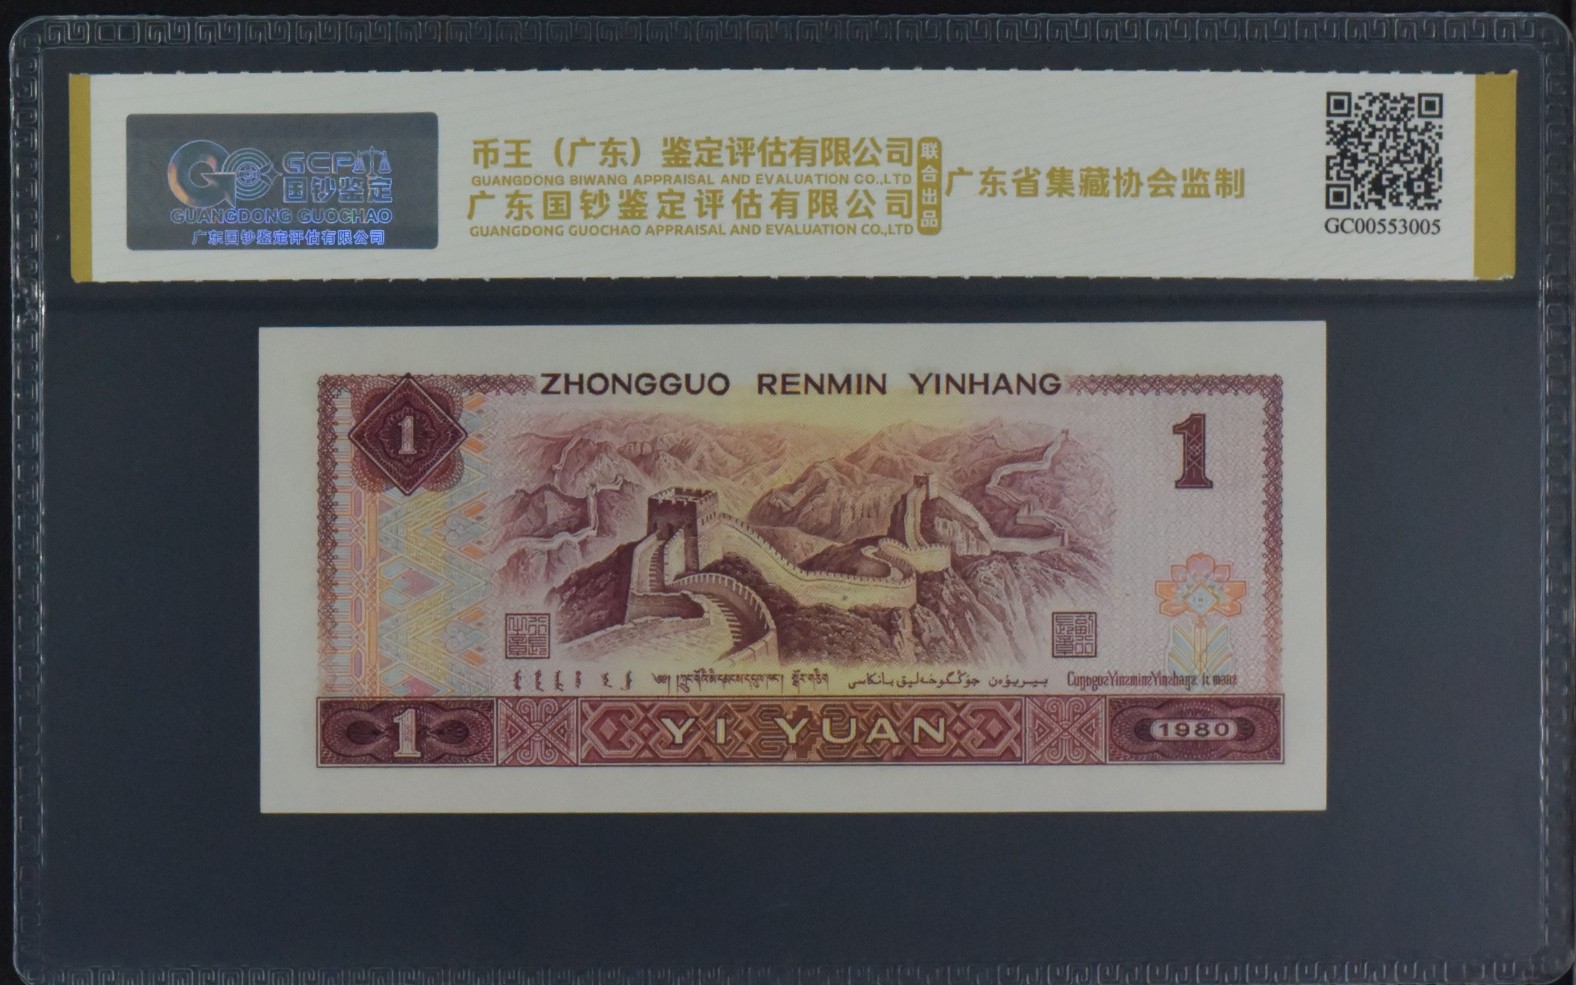 GCP
国钞鉴定
GUANGDONG GUOCHAO
广东国钞鉴定评估有限公司
币王（广东）鉴定评估有限公司
GUANGDONG BIWANG APPRAISAL AND EVALUATION CO.,LTD
广东国钞鉴定评估有限公司
GUANGDONG GUOCHAO APPRAISAL AND EVALUATION CO.,LTD
联合出品
广东省集藏协会监制
GC00553005
ZHONGGUO RENMIN YINHANG
1
1
1
YI YUAN
1980